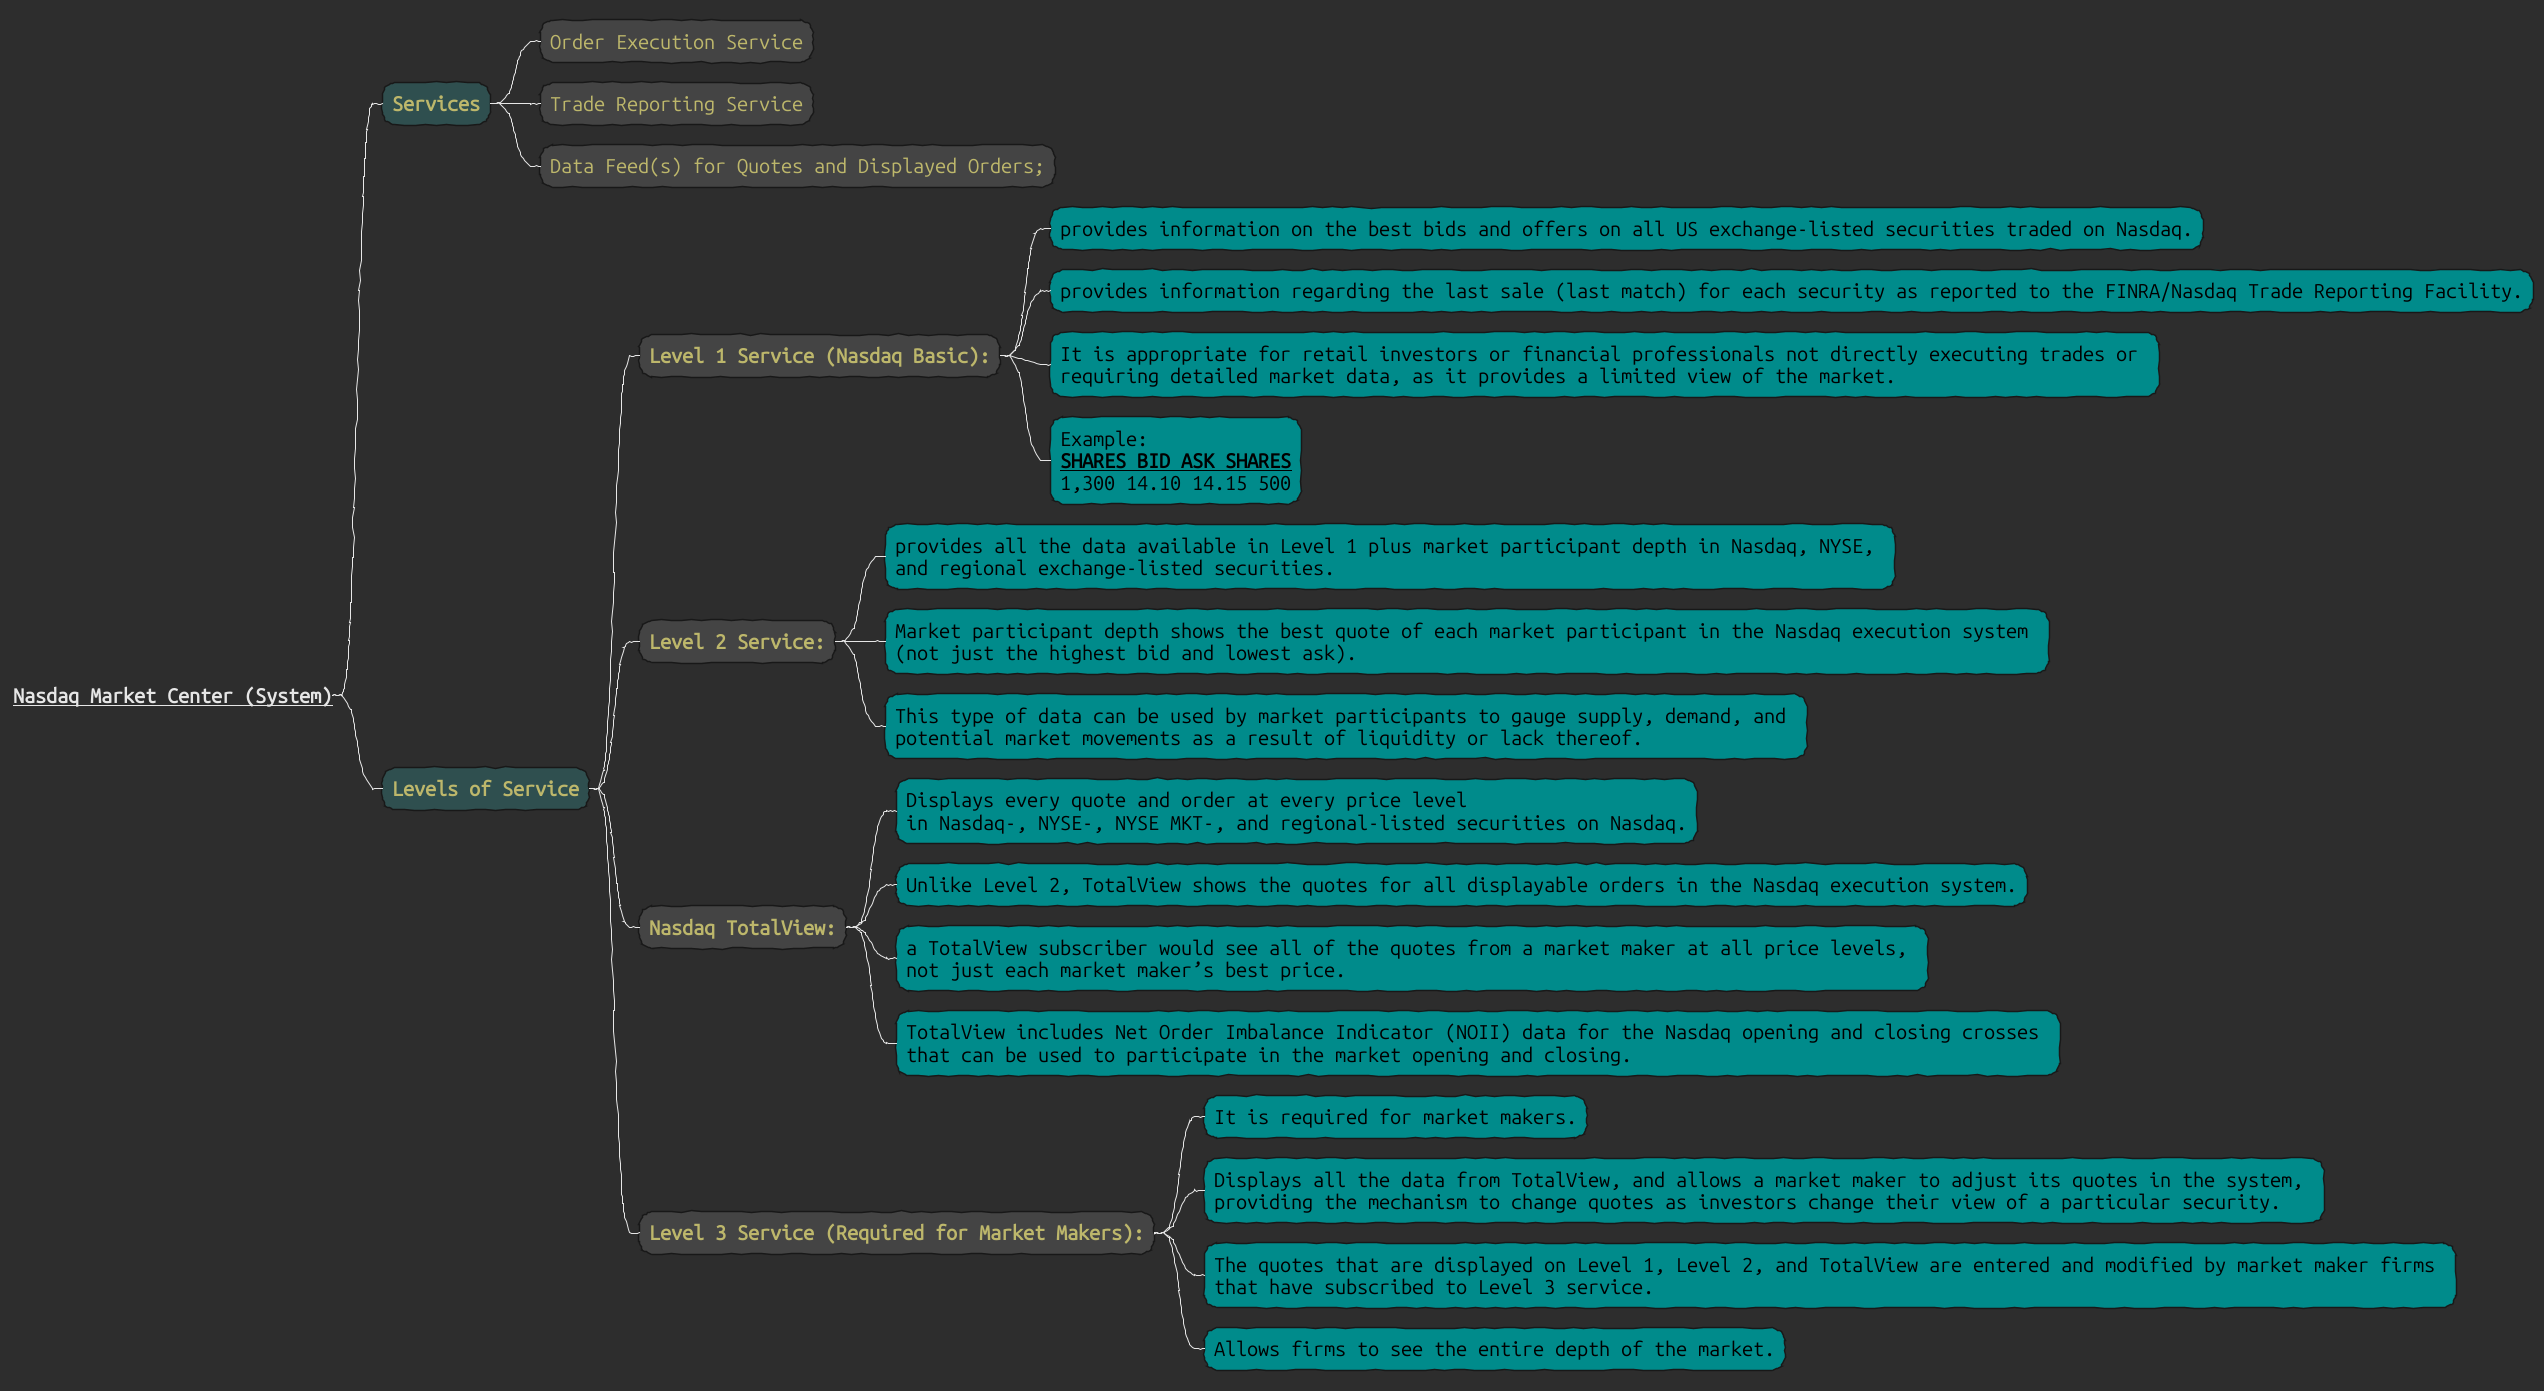 Order Execution Service
Services
Trade Reporting Service
Data Feed(s) for Quotes and Displayed Orders;
provides information on the best bids and offers on all US exchange-listed securities traded on Nasdaq.
provides information regarding the last sale (last match) for each security as reported to the FINRA/Nasdaq Trade Reporting Facility.
Level 1 Service (Nasdaq Basic):
It is appropriate for retail investors or financial professionals not directly executing trades or
requiring detailed market data, as it provides a limited view of the market.
Example:
SHARES BID ASK SHARES
1,300 14.10 14.15 500
provides all the data available in Level 1 plus market participant depth in Nasdaq, NYSE,
and regional exchange-listed securities.
Level 2 Service:
Market participant depth shows the best quote of each market participant in the Nasdaq execution system
(not just the highest bid and lowest ask).
Nasdaq Market Center (System)
This type of data can be used by market participants to gauge supply, demand, and
potential market movements as a result of liquidity or lack thereof.
Levels of Service
Displays every quote and order at every price level
in Nasdaq-, NYSE-, NYSE MKT-, and regional-listed securities on Nasdaq.
Unlike Level 2, TotalView shows the quotes for all displayable orders in the Nasdaq execution system.
Nasdaq TotalView:
a TotalView subscriber would see all of the quotes from a market maker at all price levels,
not just each market maker’s best price.
TotalView includes Net Order Imbalance Indicator (NOII) data for the Nasdaq opening and closing crosses
that can be used to participate in the market opening and closing.
It is required for market makers.
Displays all the data from TotalView, and allows a market maker to adjust its quotes in the system,
providing the mechanism to change quotes as investors change their view of a particular security.
Level 3 Service (Required for Market Makers):
The quotes that are displayed on Level 1, Level 2, and TotalView are entered and modified by market maker firms
that have subscribed to Level 3 service.
Allows firms to see the entire depth of the market.